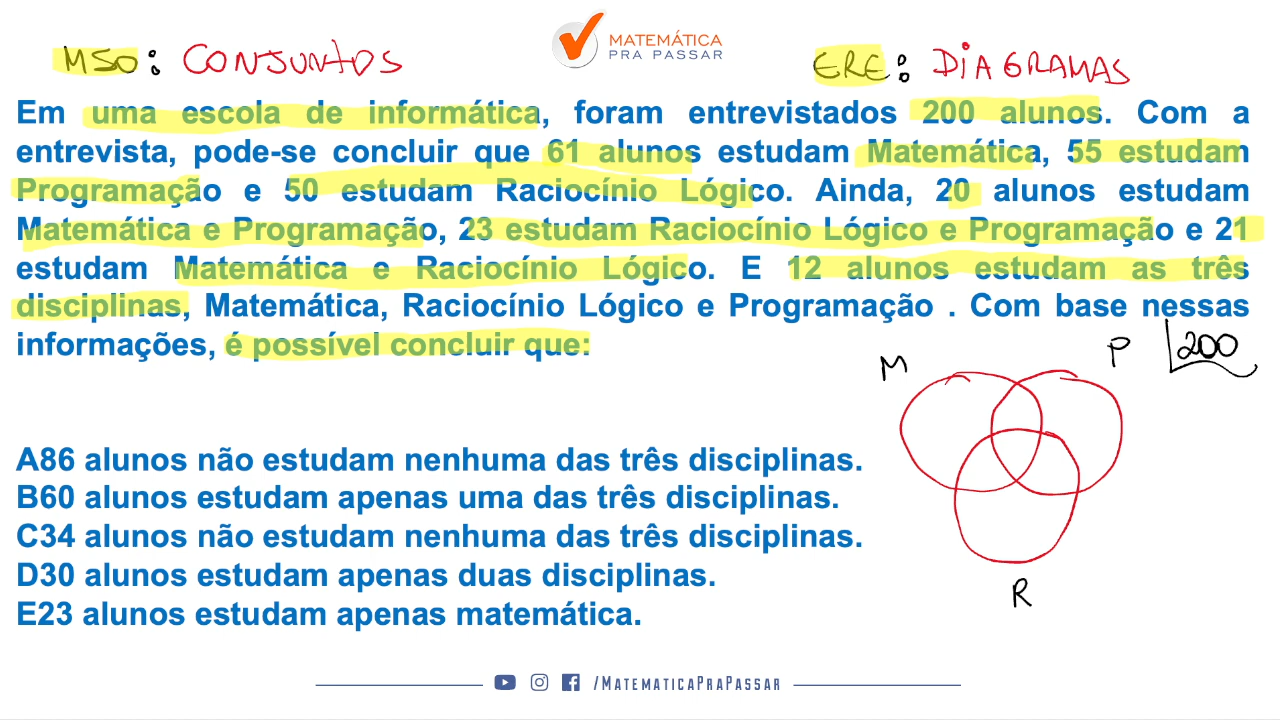 MSO: CONJUNTOS
MATEMÁTICA
PRA PASSAR
ERE: DIAGRAMAS
Em uma escola de informática, foram entrevistados 200 alunos. Com a
entrevista, pode-se concluir que 61 alunos estudam Matemática, 55 estudam
Programação e 50 estudam Raciocínio Lógico. Ainda, 20 alunos estudam
Matemática e Programação, 23 estudam Raciocínio Lógico e Programação e 21
estudam Matemática e Raciocínio Lógico. E 12 alunos estudam as três
disciplinas, Matemática, Raciocínio Lógico e Programação . Com base nessas
informações, é possível concluir que:
M
P
200
A86 alunos não estudam nenhuma das três disciplinas.
B60 alunos estudam apenas uma das três disciplinas.
C34 alunos não estudam nenhuma das três disciplinas.
D30 alunos estudam apenas duas disciplinas.
E23 alunos estudam apenas matemática.
R
/MATEMATICAPRAPASSAR